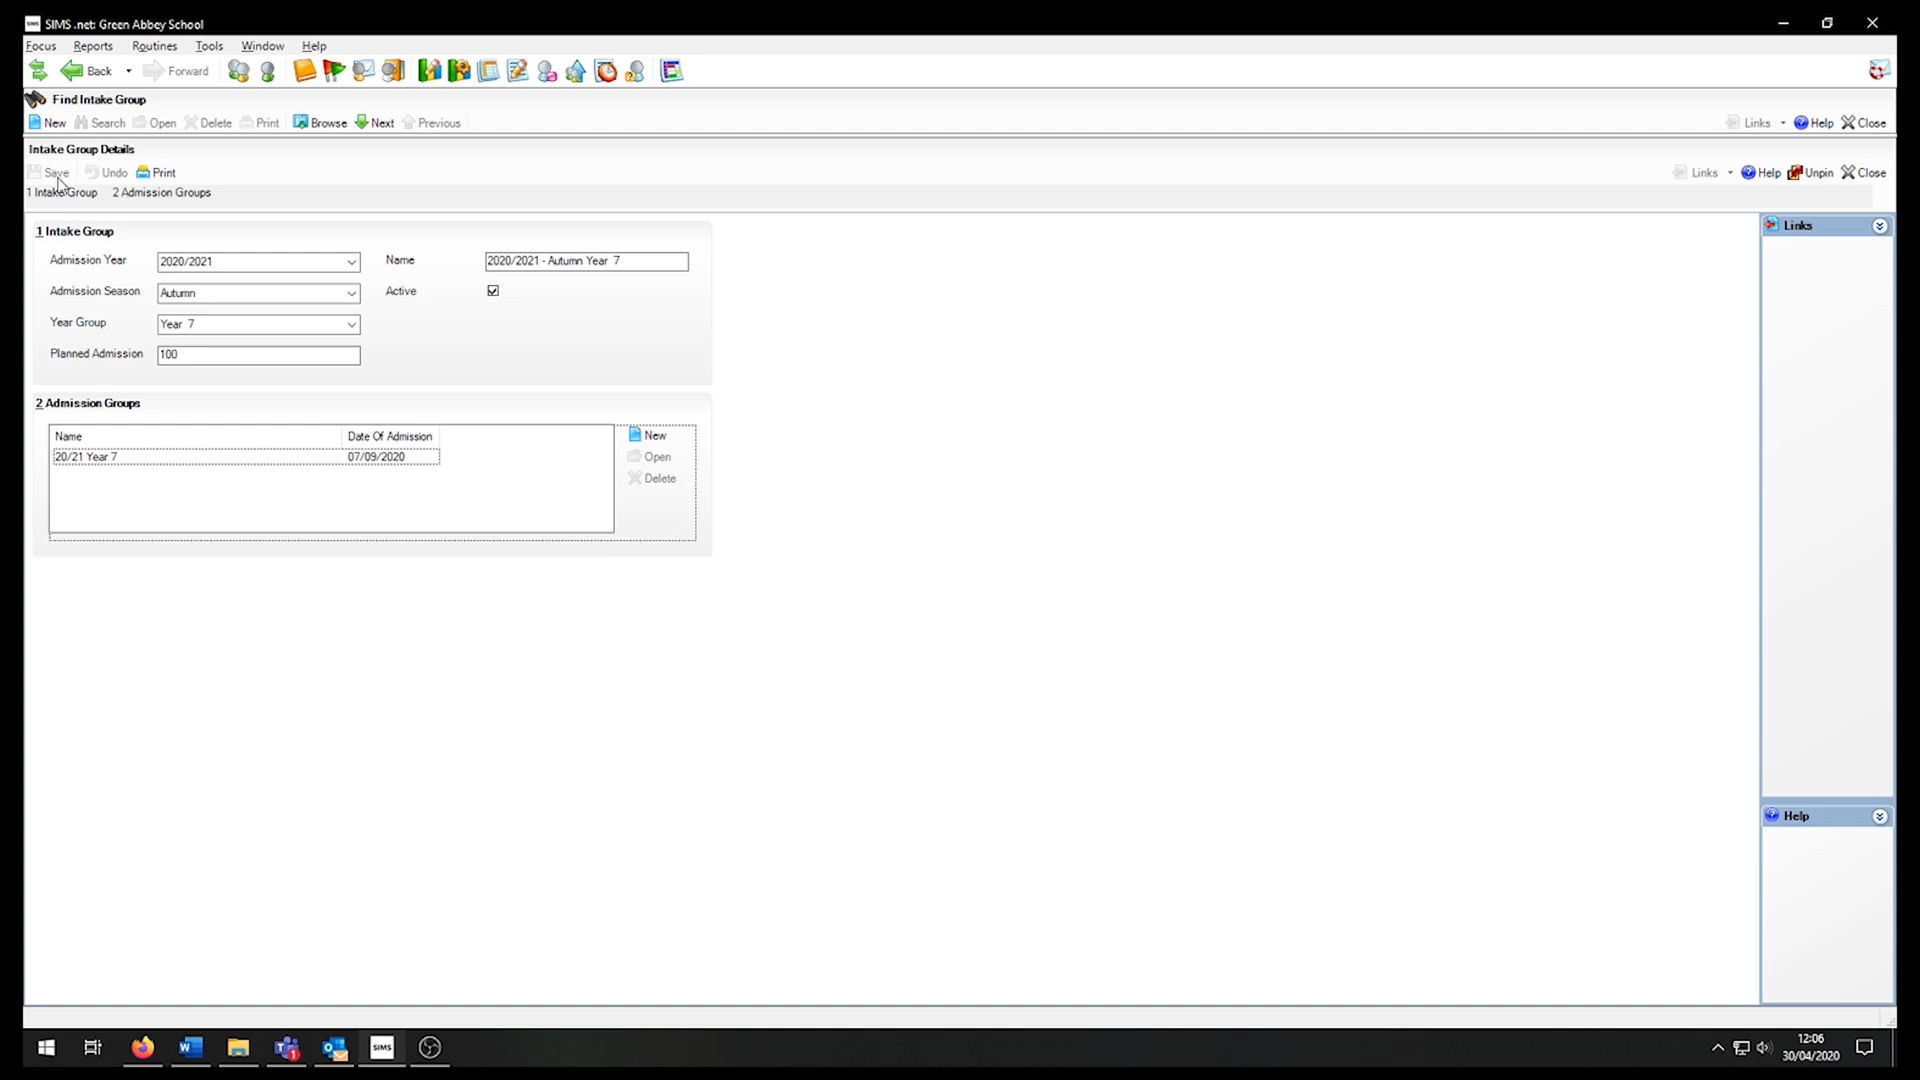 SIMS .net: Green Abbey School
Focus Reports Routines Tools Window Help
Back Forward
Find Intake Group
New Search Open Delete Print Browse Next Previous Links Help Close
Intake Group Details
Save Undo Print Links Help Unpin Close
1 Intake Group 2 Admission Groups
1 Intake Group Links
Admission Year 2020/2021 Name 2020/2021 - Autumn Year 7
Admission Season Autumn Active
Year Group Year 7
Planned Admission 100
2 Admission Groups
Name Date Of Admission New
20/21 Year 7 07/09/2020 Open
Delete
Help
SIMS
1
12:06
30/04/2020